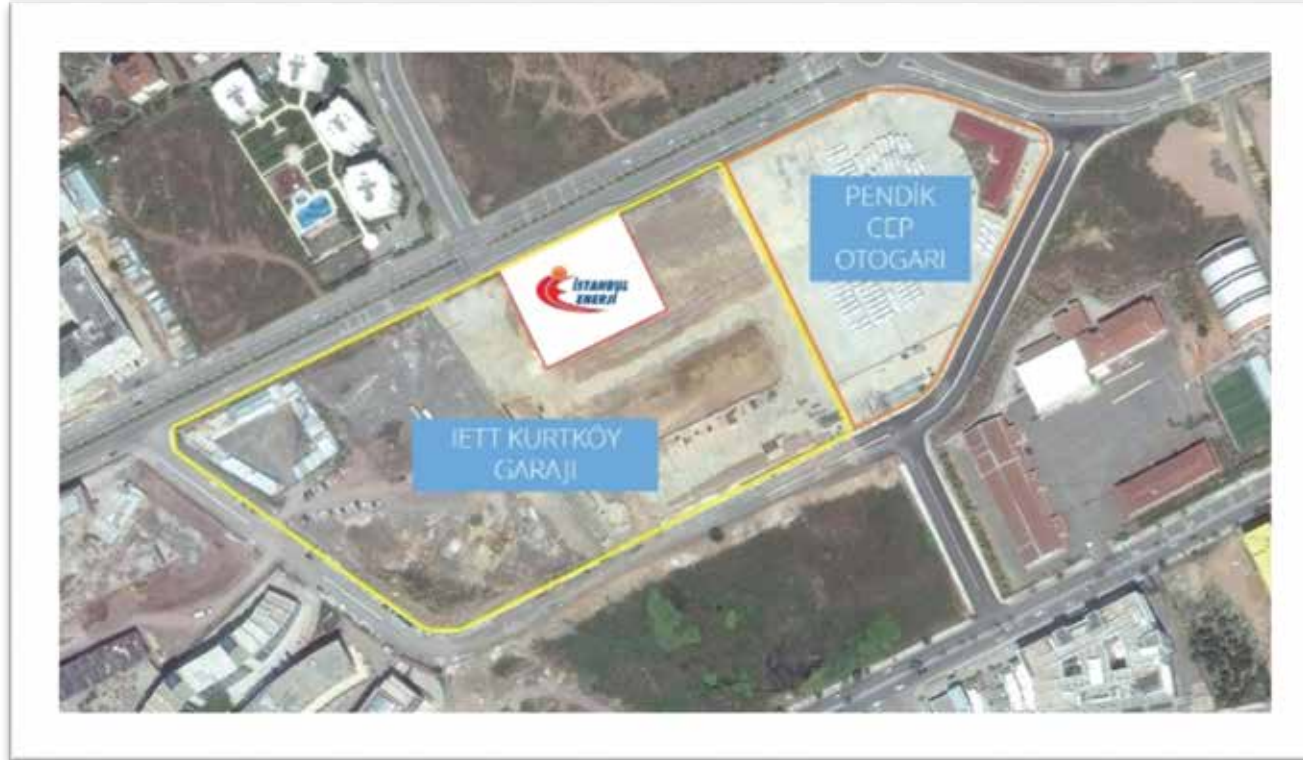 PENDİK
CEP
OTOGARI
İSTANBUL
ENERJİ
IETT KURTKÖY
GARAJI